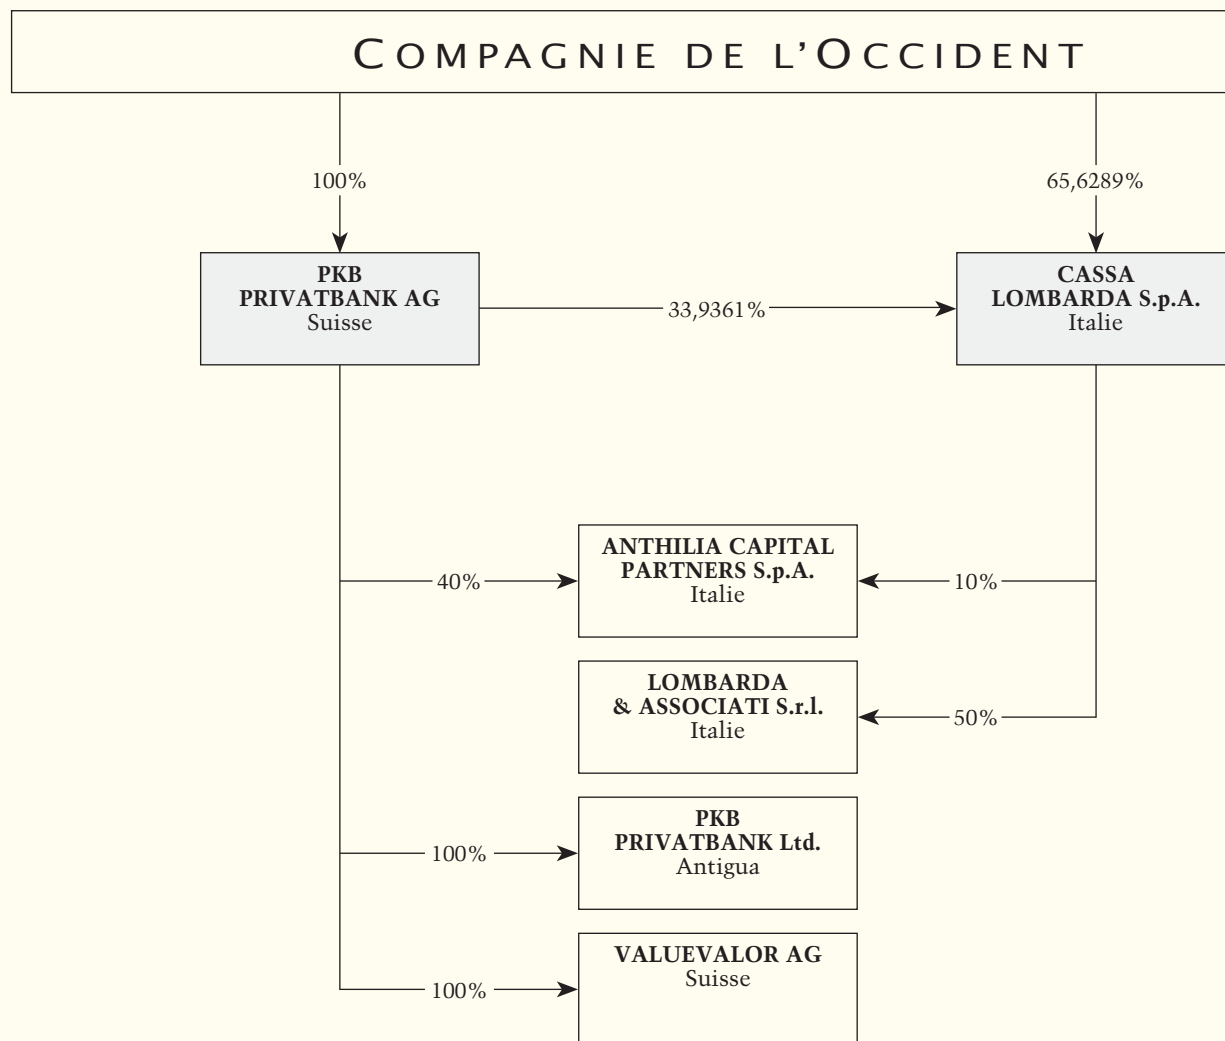 COMPAGNIE DE L’OCCIDENT
100%
65,6289%
PKB
PRIVATBANK AG
Suisse
33,9361%
CASSA
LOMBARDA S.p.A.
Italie
ANTHILIA CAPITAL
PARTNERS S.p.A.
Italie
40%
10%
LOMBARDA
& ASSOCIATI S.r.l.
Italie
50%
PKB
PRIVATBANK Ltd.
Antigua
100%
VALUEVALOR AG
Suisse
100%